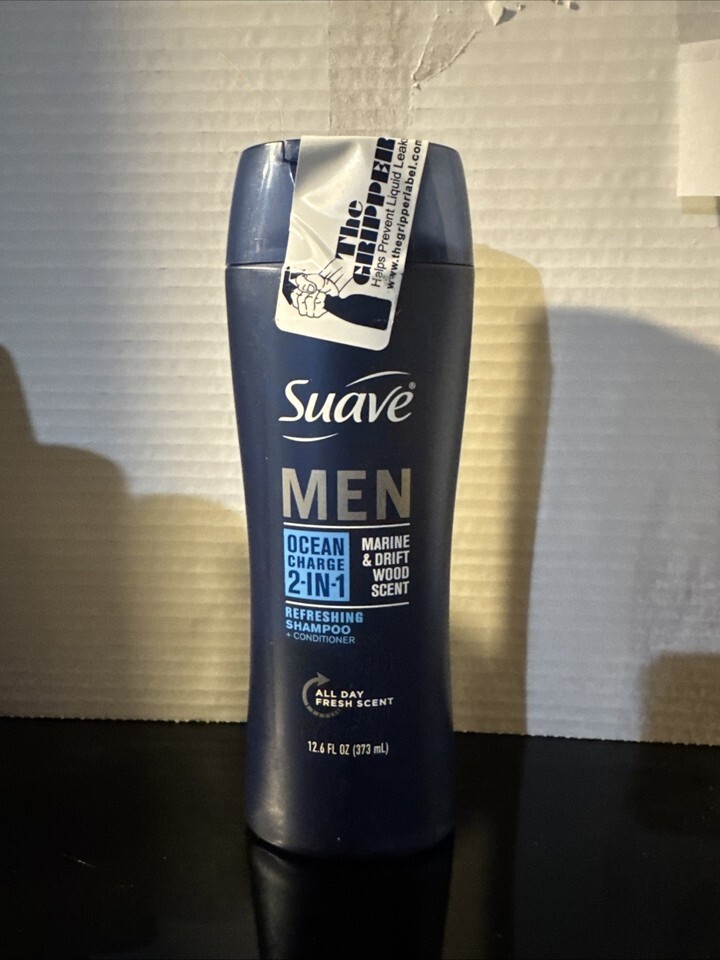 The
GRIPPER
Helps Prevent Liquid Leaks
www.thegripperlabel.com
Suave®
MEN
OCEAN
CHARGE
2-IN-1
MARINE
& DRIFT
WOOD
SCENT
REFRESHING
SHAMPOO
+ CONDITIONER
ALL DAY
FRESH SCENT
12.6 FL OZ (373 mL)